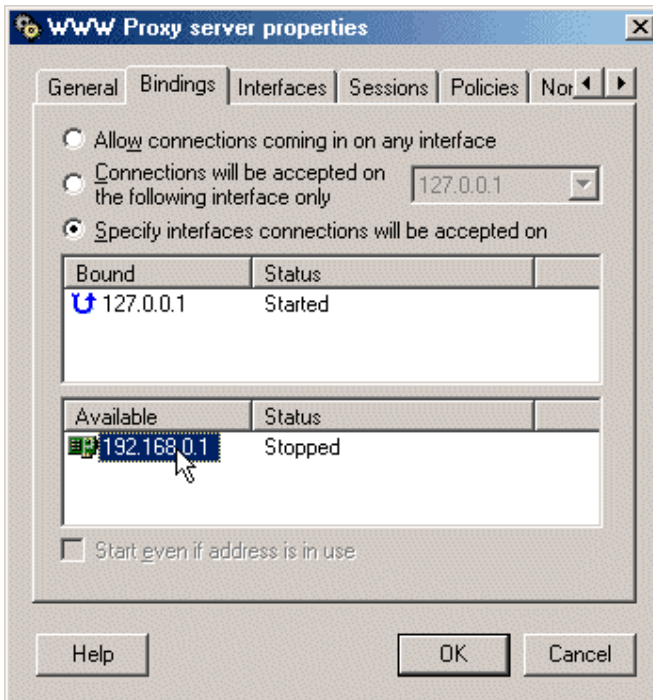 WWW Proxy server properties
General Bindings Interfaces Sessions Policies
Allow connections coming in on any interface
Connections will be accepted on
the following interface only
127.0.0.1
Specify interfaces connections will be accepted on
Bound Status
127.0.0.1 Started
Available Status
192.168.0.1 Stopped
Start even if address is in use
Help OK Cancel